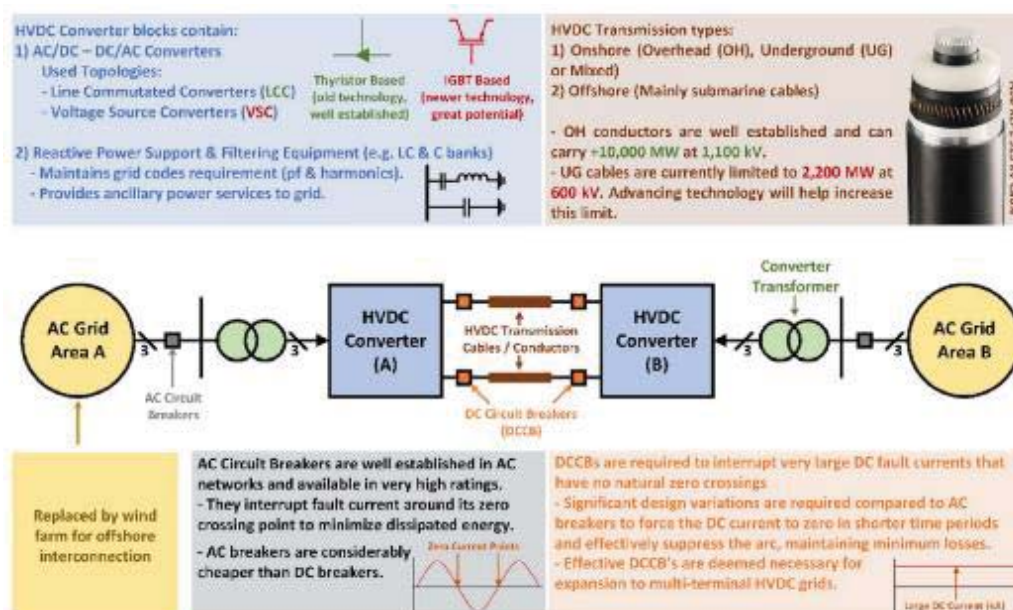 HVDC Converter blocks contain:
1) AC/DC – DC/AC Converters
Used Topologies:
- Line Commutated Converters (LCC)
- Voltage Source Converters (VSC)
Thyristor Based
(old technology,
well established)
IGBT Based
(newer technology,
great potential)
2) Reactive Power Support & Filtering Equipment (e.g. LC & C banks)
- Maintains grid codes requirement (pf & harmonics).
- Provides ancillary power services to grid.
HVDC Transmission types:
1) Onshore (Overhead (OH), Underground (UG)
or Mixed)
2) Offshore (Mainly submarine cables)
- OH conductors are well established and can
carry +10,000 MW at 1,100 kV.
- UG cables are currently limited to 2,200 MW at
600 kV. Advancing technology will help increase
this limit.
Converter
Transformer
AC Grid
Area A
3
3
HVDC
Converter
(A)
HVDC Transmission
Cables / Conductors
HVDC
Converter
(B)
3
3
AC Grid
Area B
AC Circuit
Breakers
DC Circuit Breakers
(DCCB)
Replaced by wind
farm for offshore
interconnection
AC Circuit Breakers are well established in AC
networks and available in very high ratings.
- They interrupt fault current around its zero
crossing point to minimize dissipated energy.
- AC breakers are considerably
cheaper than DC breakers.
Zero Current Points
DCCBs are required to interrupt very large DC fault currents that
have no natural zero crossings
- Significant design variations are required compared to AC
breakers to force the DC current to zero in shorter time periods
and effectively suppress the arc, maintaining minimum losses.
- Effective DCCB's are deemed necessary for
expansion to multi-terminal HVDC grids.
Large DC Current (kA)